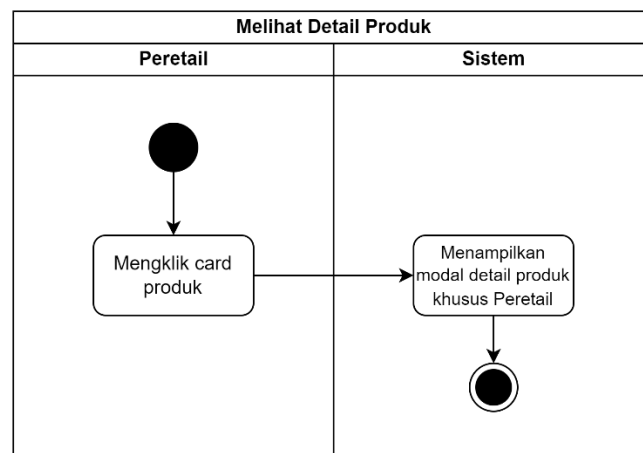 Melihat Detail Produk
Peretail
Sistem
Mengklik card
produk
Menampilkan
modal detail produk
khusus Peretail